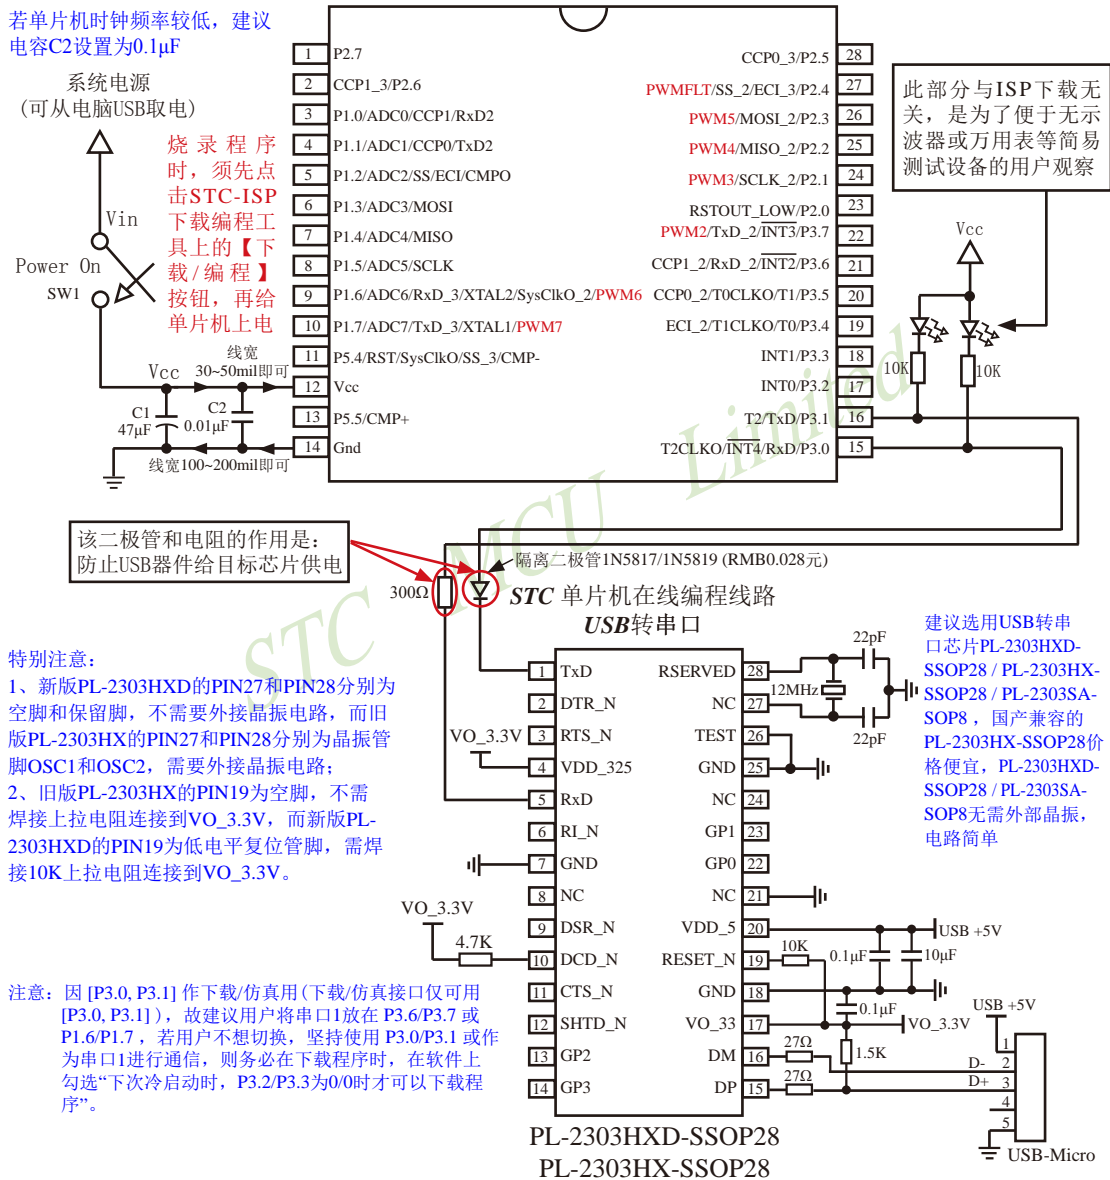 若单片机时钟频率较低，建议
电容C2设置为0.1μF
系统电源
(可从电脑USB取电)
烧录程序
时，须先点
击STC-ISP
下载编程工
具上的【下
载/编程】
按钮，再给
单片机上电
Vin
Power On
SW1
Vcc
线宽
30~50mil即可
C1
47μF
C2
0.01μF
线宽100~200mil即可
1 P2.7
2 CCP1_3/P2.6
3 P1.0/ADC0/CCP1/RxD2
4 P1.1/ADC1/CCP0/TxD2
5 P1.2/ADC2/SS/ECI/CMPO
6 P1.3/ADC3/MOSI
7 P1.4/ADC4/MISO
8 P1.5/ADC5/SCLK
9 P1.6/ADC6/RxD_3/XTAL2/SysClkO_2/PWM6
10 P1.7/ADC7/TxD_3/XTAL1/PWM7
11 P5.4/RST/SysClkO/SS_3/CMP-
12 Vcc
13 P5.5/CMP+
14 Gnd
CCP0_3/P2.5 28
PWMFLT/SS_2/ECI_3/P2.4 27
PWM5/MOSI_2/P2.3 26
PWM4/MISO_2/P2.2 25
PWM3/SCLK_2/P2.1 24
RSTOUT_LOW/P2.0 23
PWM2/TxD_2/INT3/P3.7 22
CCP1_2/RxD_2/INT2/P3.6 21
CCP0_2/T0CLKO/T1/P3.5 20
ECI_2/T1CLKO/T0/P3.4 19
INT1/P3.3 18
INT0/P3.2 17
T2/TxD/P3.1 16
T2CLKO/INT4/RxD/P3.0 15
此部分与ISP下载无
关，是为了便于无示
波器或万用表等简易
测试设备的用户观察
Vcc
10K
10K
STC MCU Limited
该二极管和电阻的作用是：
防止USB器件给目标芯片供电
300Ω
隔离二极管1N5817/1N5819 (RMB0.028元)
STC 单片机在线编程线路
USB转串口
特别注意：
1、新版PL-2303HXD的PIN27和PIN28分别为
空脚和保留脚，不需要外接晶振电路，而旧
版PL-2303HX的PIN27和PIN28分别为晶振管
脚OSC1和OSC2，需要外接晶振电路；
2、旧版PL-2303HX的PIN19为空脚，不需
焊接上拉电阻连接到VO_3.3V，而新版PL-
2303HXD的PIN19为低电平复位管脚，需焊
接10K上拉电阻连接到VO_3.3V。
VO_3.3V
VO_3.3V
4.7K
1 TxD
2 DTR_N
3 RTS_N
4 VDD_325
5 RxD
6 RI_N
7 GND
8 NC
9 DSR_N
10 DCD_N
11 CTS_N
12 SHTD_N
13 GP2
14 GP3
RSERVED 28
NC 27
TEST 26
GND 25
NC 24
GP1 23
GP0 22
NC 21
VDD_5 20
RESET_N 19
GND 18
VO_33 17
DM 16
DP 15
22pF
12MHz
22pF
建议选用USB转串
口芯片PL-2303HXD-
SSOP28 / PL-2303HX-
SSOP28 / PL-2303SA-
SOP8 ，国产兼容的
PL-2303HX-SSOP28价
格便宜，PL-2303HXD-
SSOP28 / PL-2303SA-
SOP8无需外部晶振，
电路简单
USB +5V
10K
0.1μF
10μF
0.1μF
VO_3.3V
27Ω
1.5K
27Ω
USB +5V
D-
D+
1
2
3
4
5
USB-Micro
注意：因 [P3.0, P3.1] 作下载/仿真用（下载/仿真接口仅可用
[P3.0, P3.1] ），故建议用户将串口1放在 P3.6/P3.7 或
P1.6/P1.7 ，若用户不想切换，坚持使用 P3.0/P3.1 或作
为串口1进行通信，则务必在下载程序时，在软件上
勾选“下次冷启动时，P3.2/P3.3为0/0时才可以下载程
序”。
PL-2303HXD-SSOP28
PL-2303HX-SSOP28